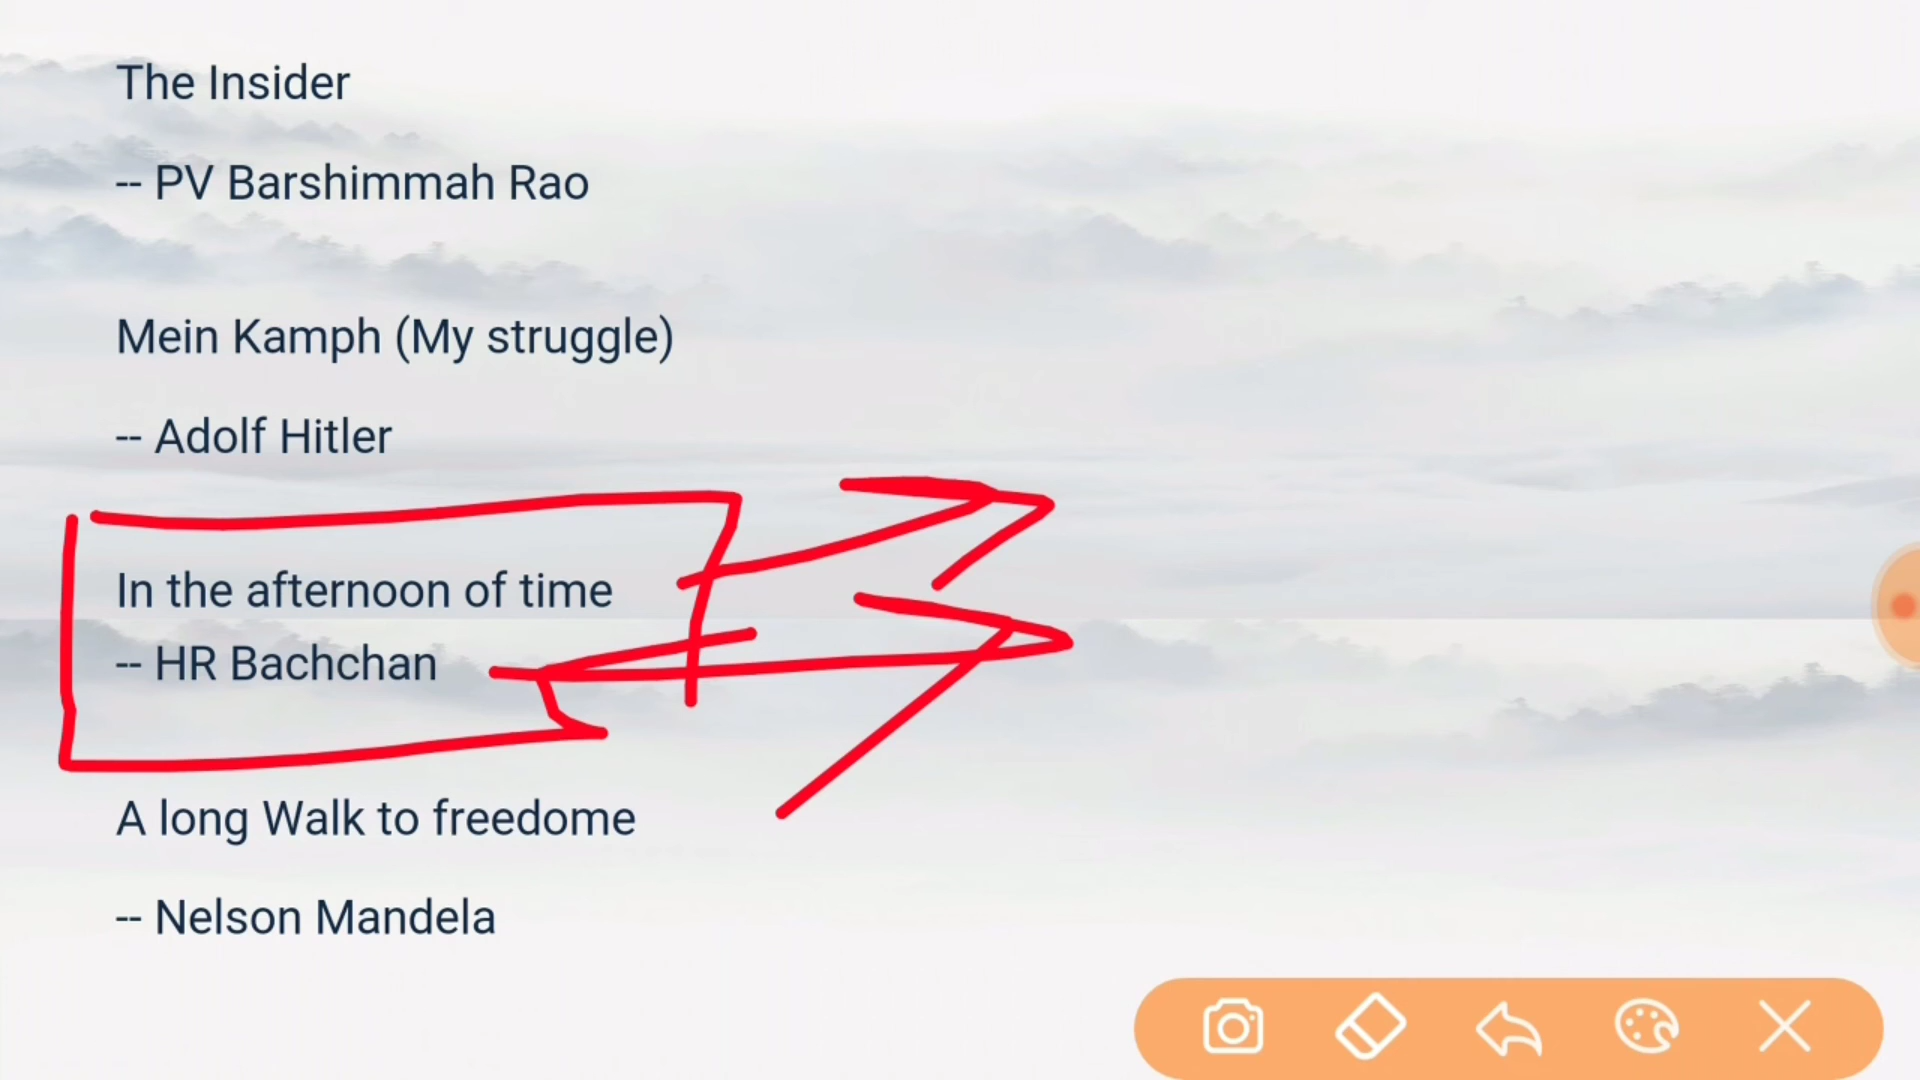 The Insider
-- PV Barshimmah Rao
Mein Kamph (My struggle)
-- Adolf Hitler
In the afternoon of time
-- HR Bachchan
A long Walk to freedome
-- Nelson Mandela